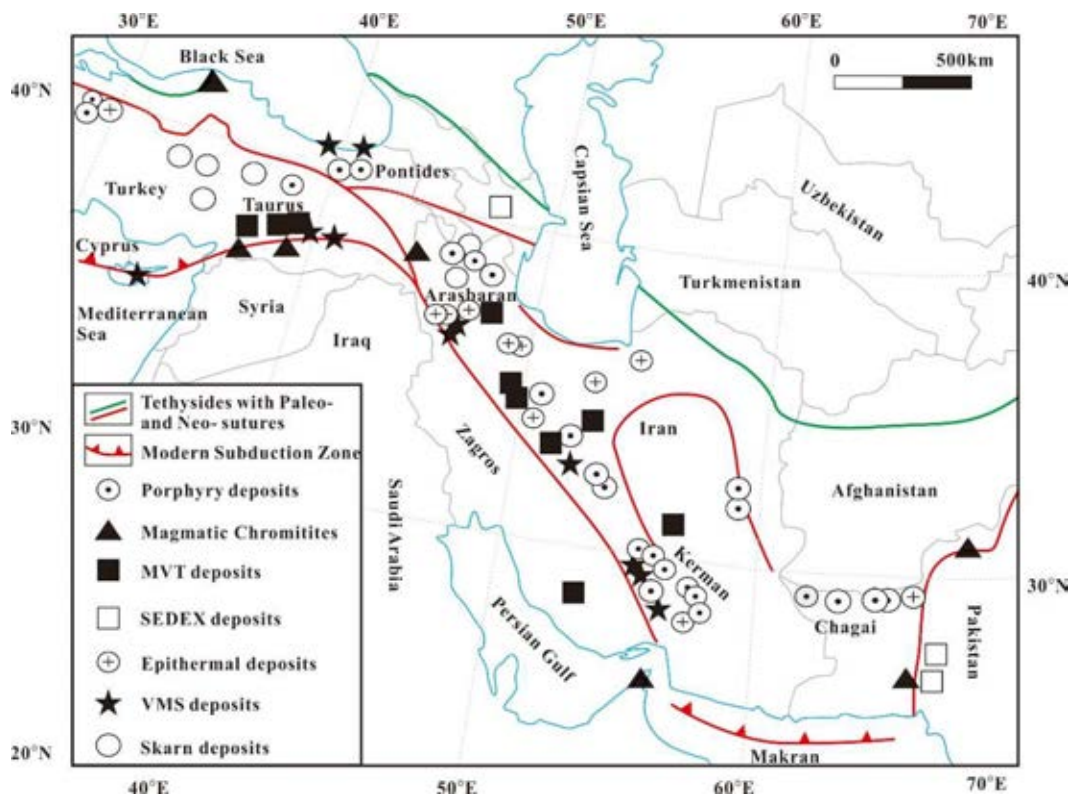 30°E 40°E 50°E 60°E 70°E
Black Sea
0 500km
40°N
Pontides
Capsian Sea
Uzbekistan
Turkey
Taurus
Cyprus
40°N
Turkmenistan
Arasbaran
Mediterranean
Sea
Syria
Iraq
Tethysides with Paleo-
and Neo- sutures
30°N
Iran
Modern Subduction Zone
Zagros
Afghanistan
Porphyry deposits
Saudi Arabia
Magmatic Chromitites
MVT deposits
Kerman
30°N
SEDEX deposits
Persian Gulf
Chagai
Pakistan
Epithermal deposits
VMS deposits
Skarn deposits
20°N
20°N
Makran
40°E 50°E 60°E 70°E